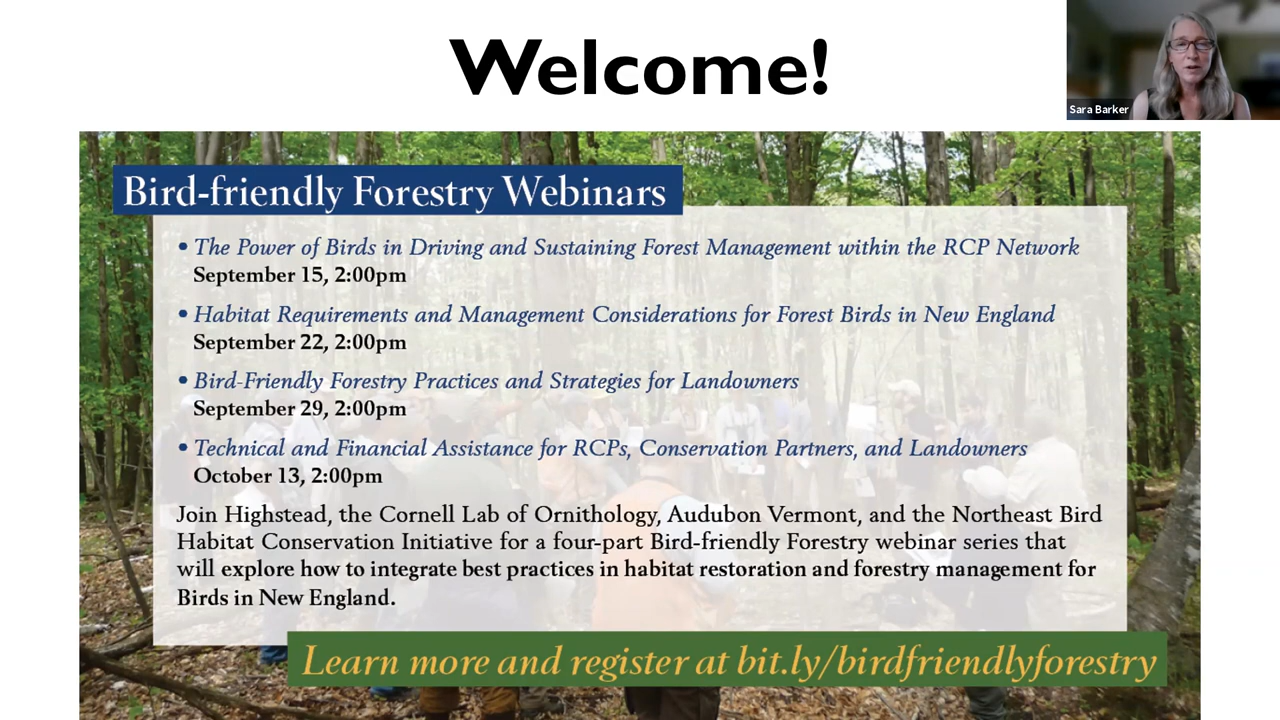 Welcome!
Sara Barker
Bird-friendly Forestry Webinars
• The Power of Birds in Driving and Sustaining Forest Management within the RCP Network
September 15, 2:00pm
• Habitat Requirements and Management Considerations for Forest Birds in New England
September 22, 2:00pm
• Bird-Friendly Forestry Practices and Strategies for Landowners
September 29, 2:00pm
• Technical and Financial Assistance for RCPs, Conservation Partners, and Landowners
October 13, 2:00pm
Join Highstead, the Cornell Lab of Ornithology, Audubon Vermont, and the Northeast Bird
Habitat Conservation Initiative for a four-part Bird-friendly Forestry webinar series that
will explore how to integrate best practices in habitat restoration and forestry management for
Birds in New England.
Learn more and register at bit.ly/birdfriendlyforestry